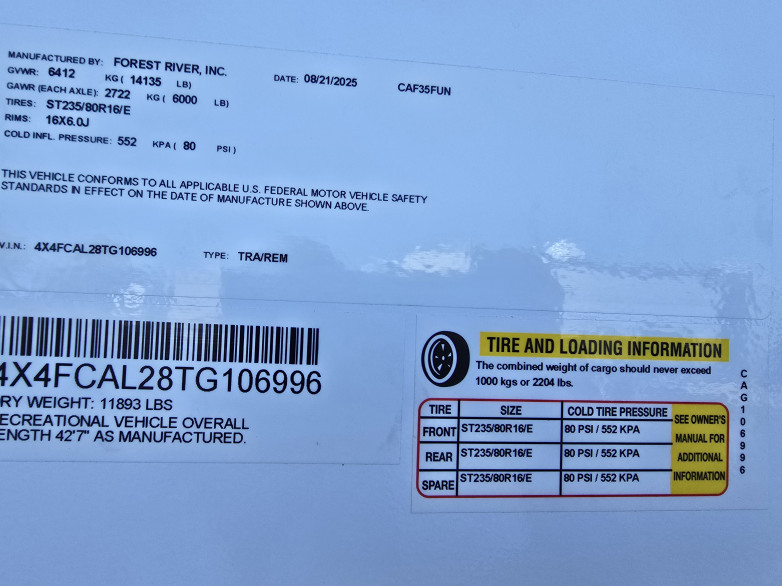 MANUFACTURED BY: FOREST RIVER, INC.
GVWR: 6412 KG ( 14135 LB) DATE: 08/21/2025 CAF35FUN
GAWR (EACH AXLE): 2722 KG ( 6000 LB)
TIRES: ST235/80R16/E
RIMS: 16X6.0J
COLD INFL. PRESSURE: 552 KPA ( 80 PSI )
THIS VEHICLE CONFORMS TO ALL APPLICABLE U.S. FEDERAL MOTOR VEHICLE SAFETY
STANDARDS IN EFFECT ON THE DATE OF MANUFACTURE SHOWN ABOVE.
V.I.N.: 4X4FCAL28TG106996 TYPE: TRA/REM
4X4FCAL28TG106996
RY WEIGHT: 11893 LBS
ECREATIONAL VEHICLE OVERALL
ENGTH 42'7" AS MANUFACTURED.
TIRE AND LOADING INFORMATION
The combined weight of cargo should never exceed
1000 kgs or 2204 lbs.
TIRE SIZE COLD TIRE PRESSURE SEE OWNER'S MANUAL FOR ADDITIONAL INFORMATION
FRONT ST235/80R16/E 80 PSI / 552 KPA
REAR ST235/80R16/E 80 PSI / 552 KPA
SPARE ST235/80R16/E 80 PSI / 552 KPA
CAG106996